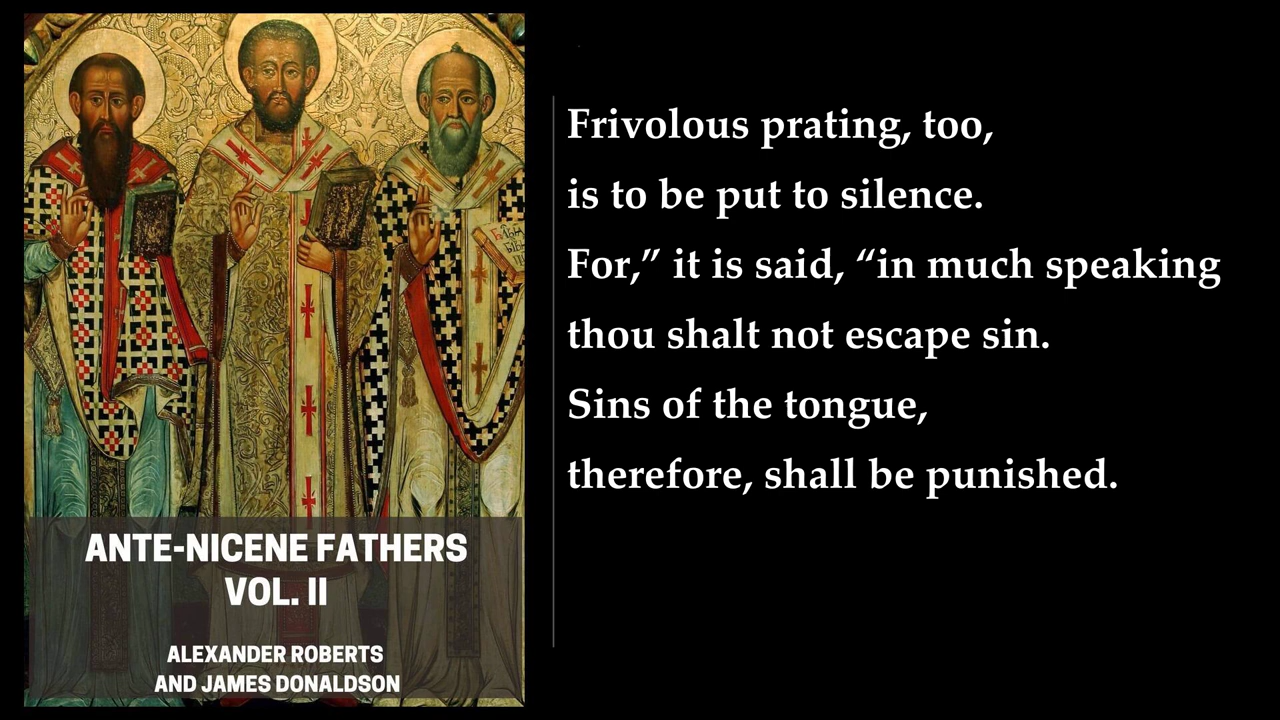 Frivolous prating, too,
is to be put to silence.
For,” it is said, “in much speaking
thou shalt not escape sin.
Sins of the tongue,
therefore, shall be punished.
ANTE-NICENE FATHERS
VOL. II
ALEXANDER ROBERTS
AND JAMES DONALDSON